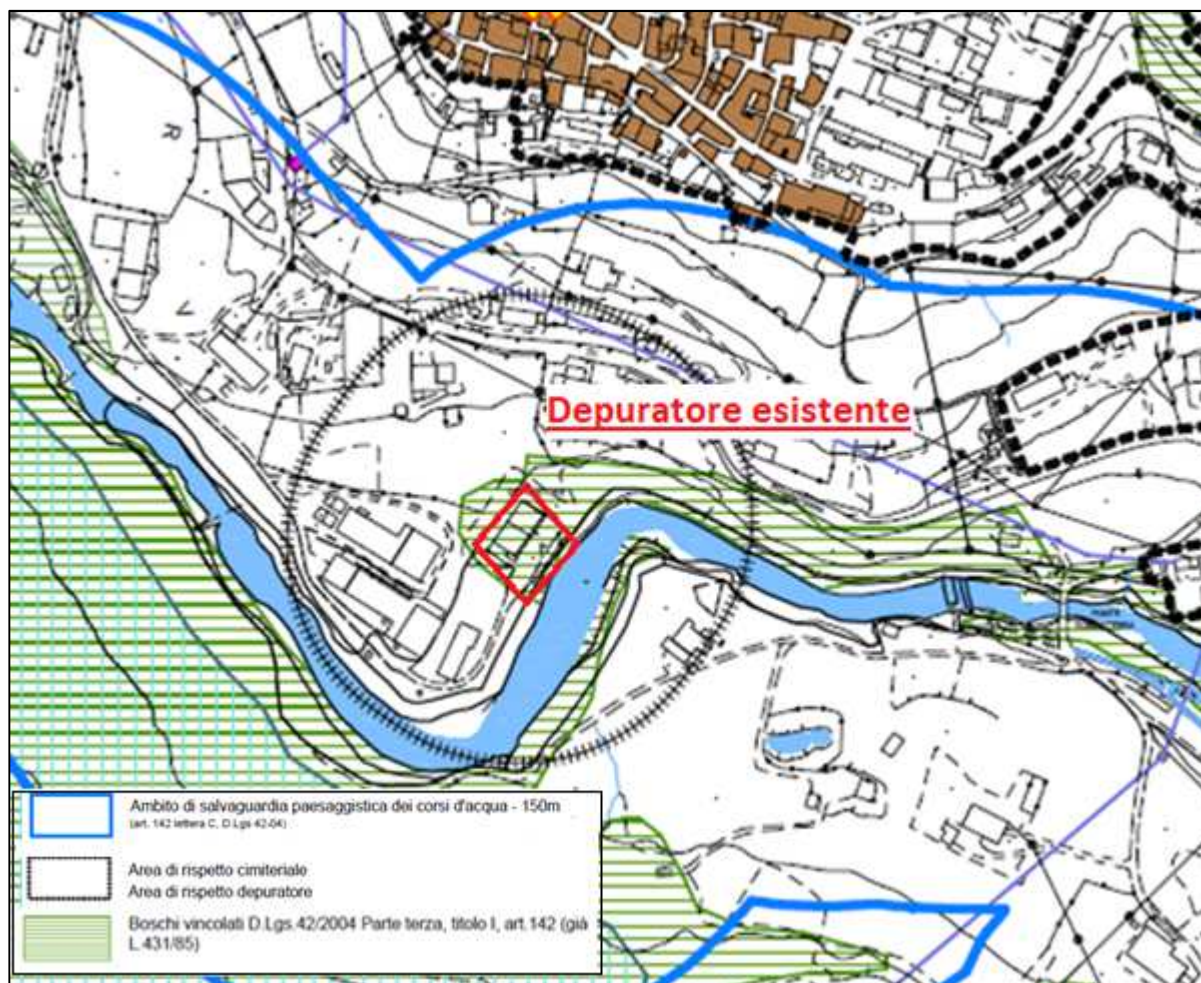 Depuratore esistente
Ambito di salvaguardia paesaggistica dei corsi d'acqua - 150m
(art. 142 lettera C, D.Lgs 42-04)
Area di rispetto cimiteriale
Area di rispetto depuratore
Boschi vincolati D.Lgs.42/2004 Parte terza, titolo I, art.142 (già
L.431/85)